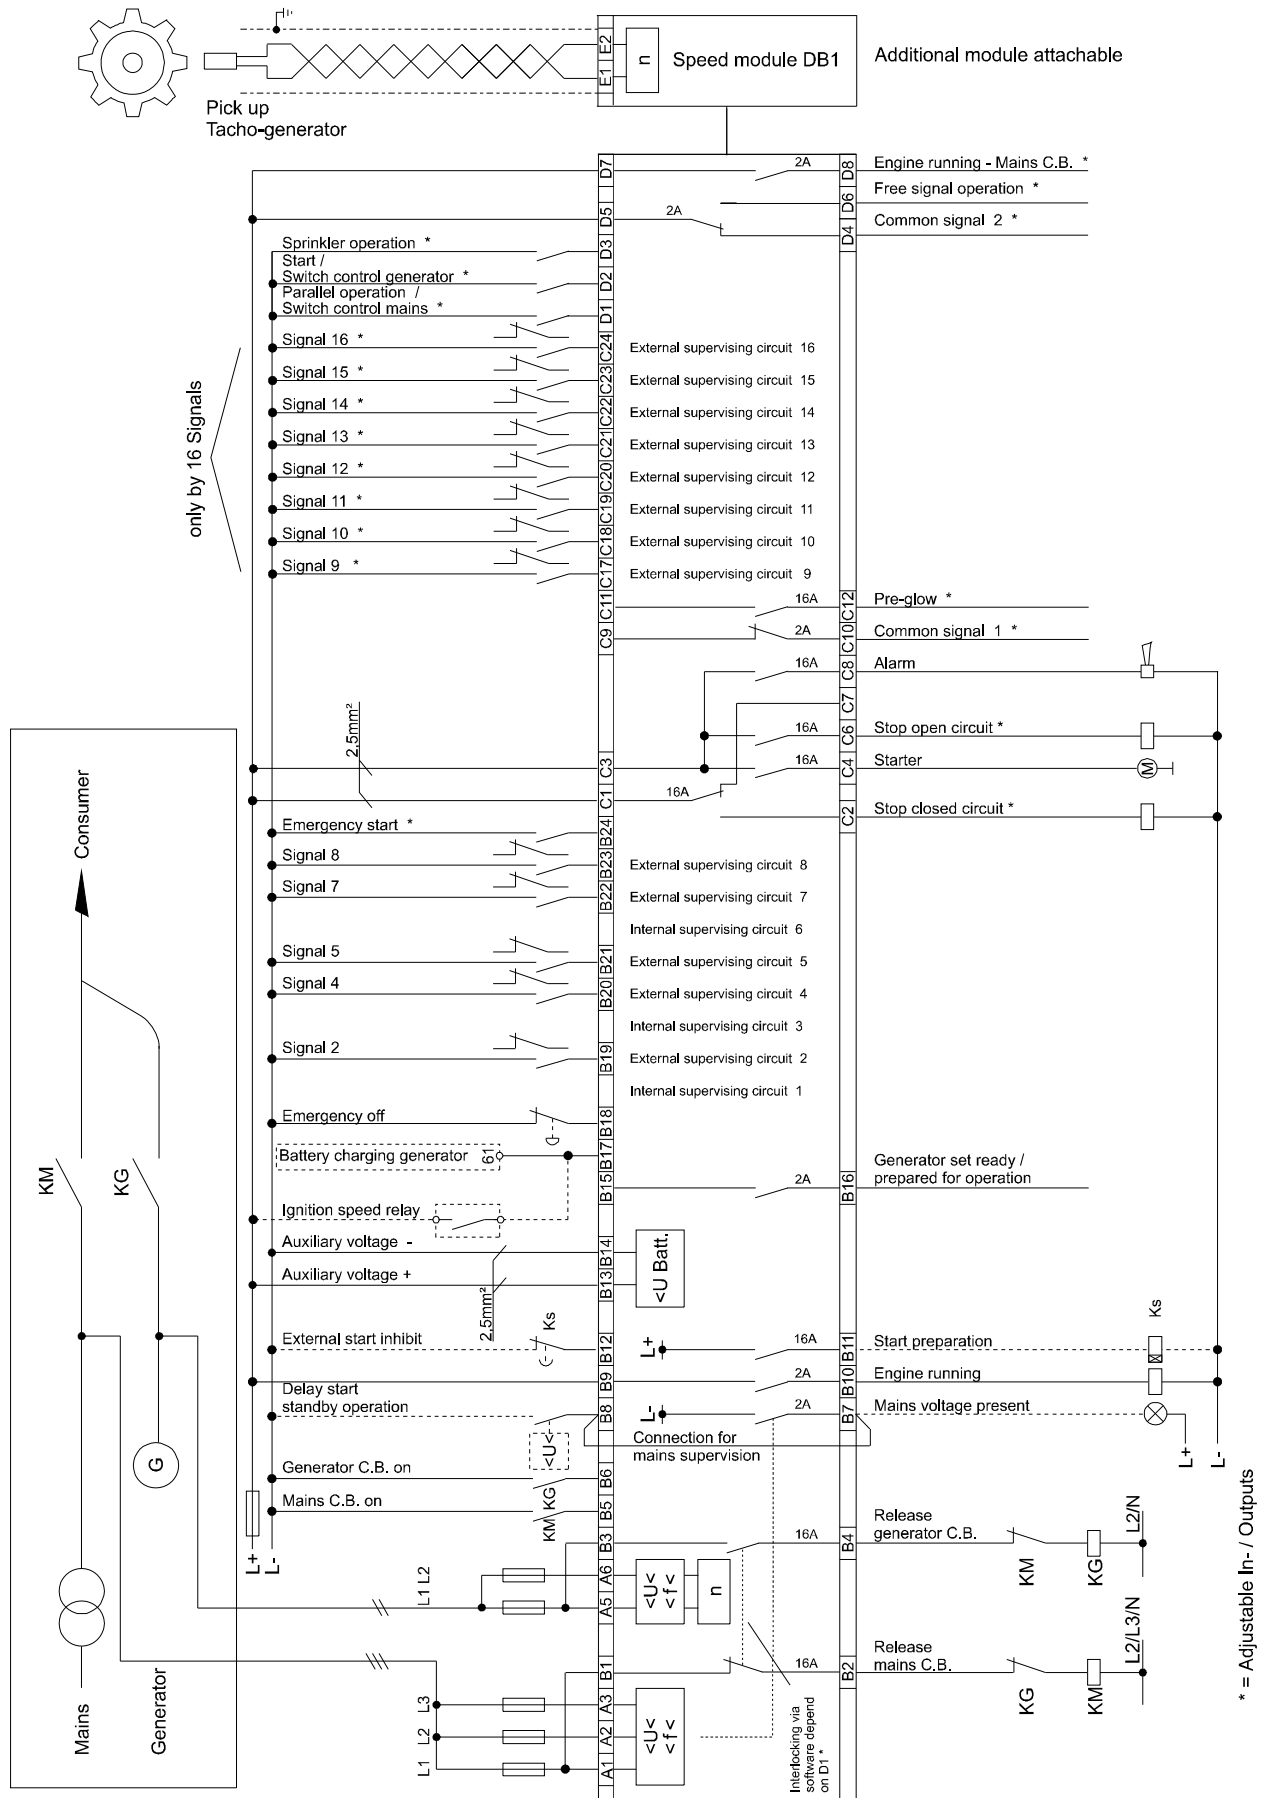 E2
E1
n
Speed module DB1
Additional module attachable
Pick up
Tacho-generator
D7
2A
D8
Engine running - Mains C.B. *
D6
Free signal operation *
D5
2A
D4
Common signal 2 *
Sprinkler operation *
D3
Start /
Switch control generator *
D2
Parallel operation /
Switch control mains *
D1
only by 16 Signals
Signal 16 *
C24
External supervising circuit 16
Signal 15 *
C23
External supervising circuit 15
Signal 14 *
C22
External supervising circuit 14
Signal 13 *
C21
External supervising circuit 13
Signal 12 *
C20
External supervising circuit 12
Signal 11 *
C19
External supervising circuit 11
Signal 10 *
C18
External supervising circuit 10
Signal 9 *
C17
External supervising circuit 9
C11
16A
C12
Pre-glow *
C9
2A
C10
Common signal 1 *
16A
C8
Alarm
C7
16A
C6
Stop open circuit *
2,5mm²
C3
16A
C4
Starter
M
C1
16A
C2
Stop closed circuit *
Emergency start *
B24
Signal 8
B23
External supervising circuit 8
Signal 7
B22
External supervising circuit 7
Internal supervising circuit 6
Signal 5
B21
External supervising circuit 5
Signal 4
B20
External supervising circuit 4
Internal supervising circuit 3
Signal 2
B19
External supervising circuit 2
Internal supervising circuit 1
Emergency off
B18
Battery charging generator
61
B17
B15
2A
B16
Generator set ready /
prepared for operation
Ignition speed relay
Auxiliary voltage -
B14
Auxiliary voltage +
B13
<U Batt.
2,5mm²
Ks
External start inhibit
B12
L+
16A
B11
Start preparation
Ks
B9
2A
B10
Engine running
Delay start
standby operation
B8
L-
2A
B7
Mains voltage present
<U<
Connection for
mains supervision
L+
L-
Generator C.B. on
KG
B6
Mains C.B. on
KM
B5
L+
L-
B3
16A
B4
Release
generator C.B.
KM
KG
L2/N
L1 L2
A6
A5
<U<
< f <
n
B1
16A
B2
Release
mains C.B.
KG
KM
L2/L3/N
L3
A3
L2
A2
L1
A1
<U<
< f <
Interlocking via
software depend
on D1 *
Consumer
KM
KG
G
Mains
Generator
* = Adjustable In- / Outputs